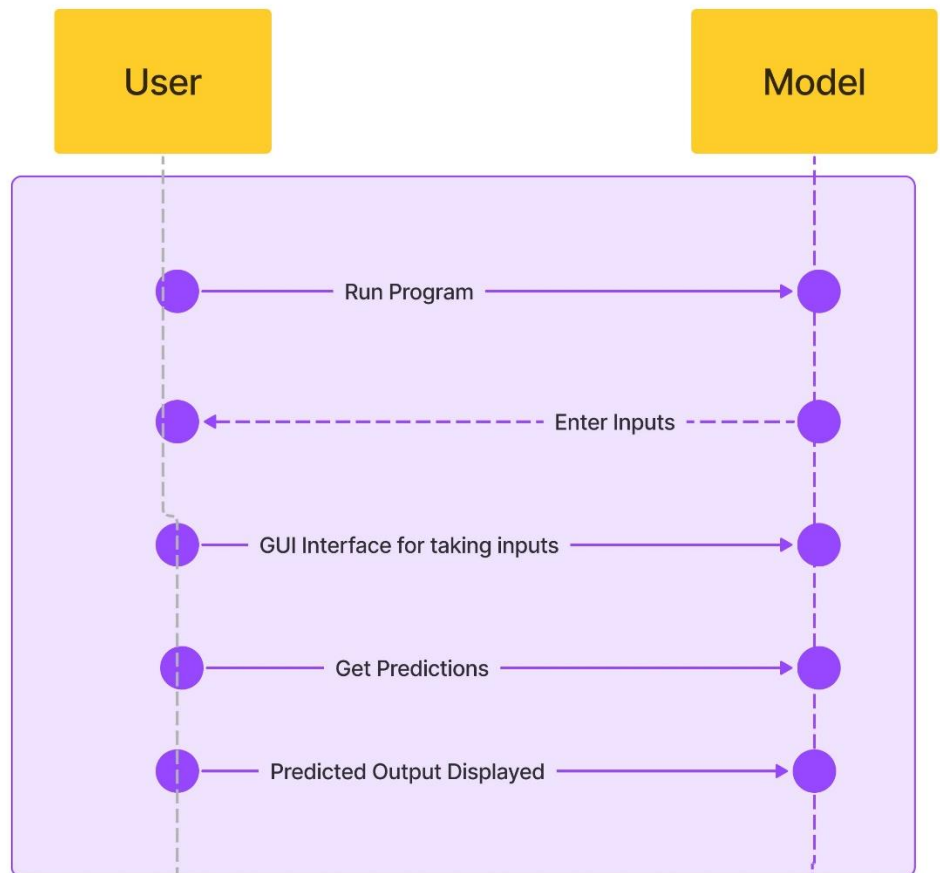 User
Model
Run Program
Enter Inputs
GUI Interface for taking inputs
Get Predictions
Predicted Output Displayed